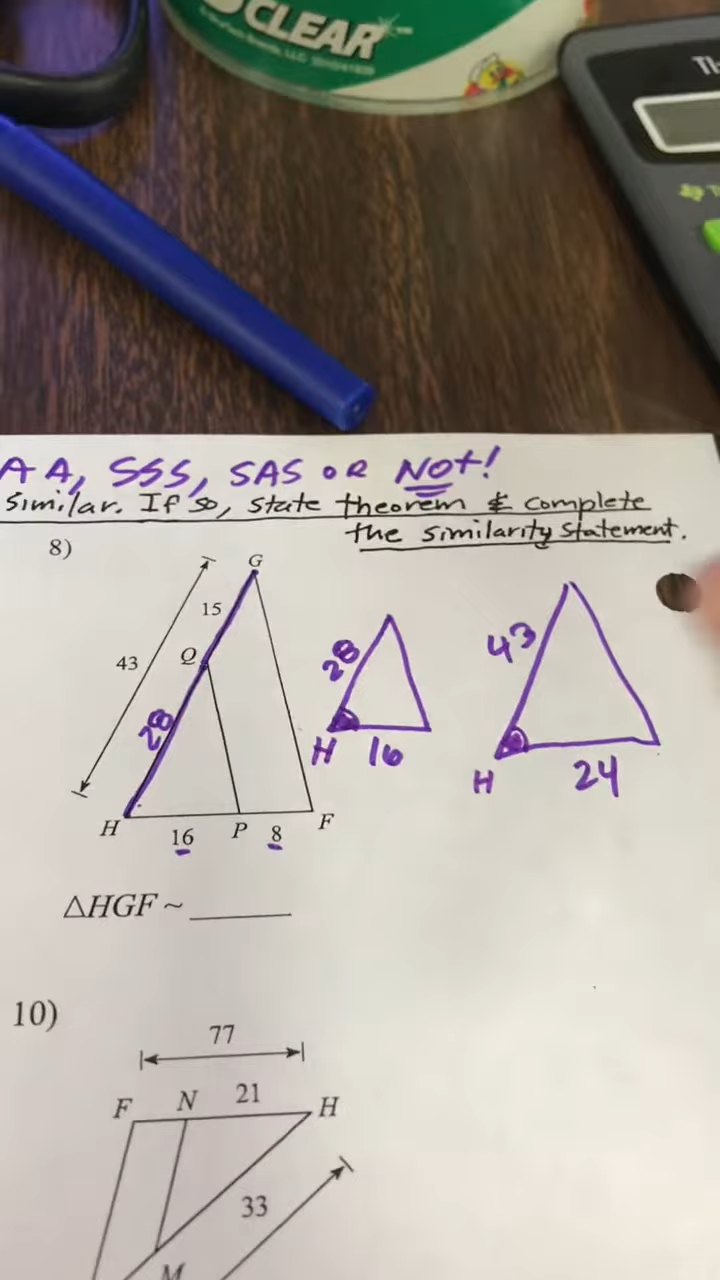 CLEAR
TI-
AA, SSS, SAS OR NOt!
Similar. If so, state theorem & complete
the similarity statement.
8)
G
15
43
Q
28
H
16
P
8
F
28
H 16
43
H
24
△HGF ~
10)
77
F N 21 H
33
M